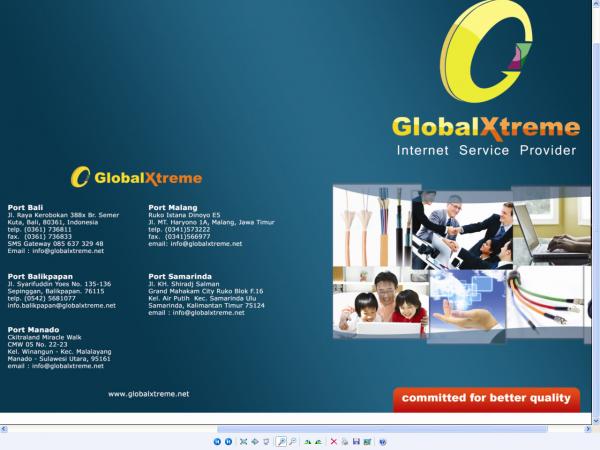 GlobalXtreme
Internet Service Provider
GlobalXtreme
Port Bali
Jl. Raya Kerobokan 388x Br. Semer
Kuta, Bali, 80361, Indonesia
telp. (0361) 736811
fax. (0361) 736833
SMS Gateway 085 637 329 48
Email : info@globalxtreme.net
Port Malang
Ruko Istana Dinoyo E5
Jl. MT. Haryono 1A, Malang, Jawa Timur
telp. (0341)573222
fax. (0341)566977
email: info@globalxtreme.net
Port Balikpapan
Jl. Syarifuddin Yoes No. 135-136
Sepinggan, Balikpapan. 76115
telp. (0542) 5681077
info.balikpapan@globalxtreme.net
Port Samarinda
Jl. KH. Shiradj Salman
Grand Mahakam City Ruko Blok F.16
Kel. Air Putih Kec. Samarinda Ulu
Samarinda, Kalimantan Timur 75124
email : info@globalxtreme.net
Port Manado
Ckitraland Miracle Walk
CMW 05 No. 22-23
Kel. Winangun - Kec. Malalayang
Manado - Sulawesi Utara, 95161
email : info@globalxtreme.net
www.globalxtreme.net
committed for better quality